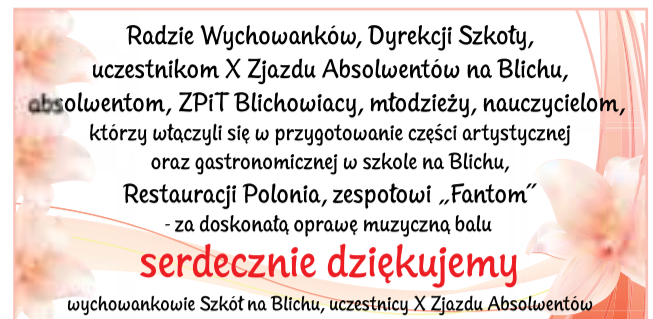 Radzie Wychowanków, Dyrekcji Szkoły,
uczestnikom X Zjazdu Absolwentów na Blichu,
absolwentom, ZPiT Blichowiacy, młodzieży, nauczycielom,
którzy włączyli się w przygotowanie części artystycznej
oraz gastronomicznej w szkole na Blichu,
Restauracji Polonia, zespołowi „Fantom”
- za doskonałą oprawę muzyczną balu
serdecznie dziękujemy
wychowankowie Szkół na Blichu, uczestnicy X Zjazdu Absolwentów